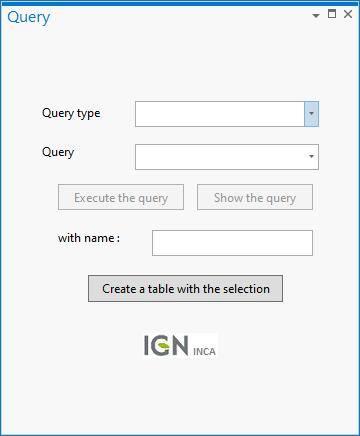 Query
Query type
Query
Execute the query Show the query
with name :
Create a table with the selection
IGN INCA